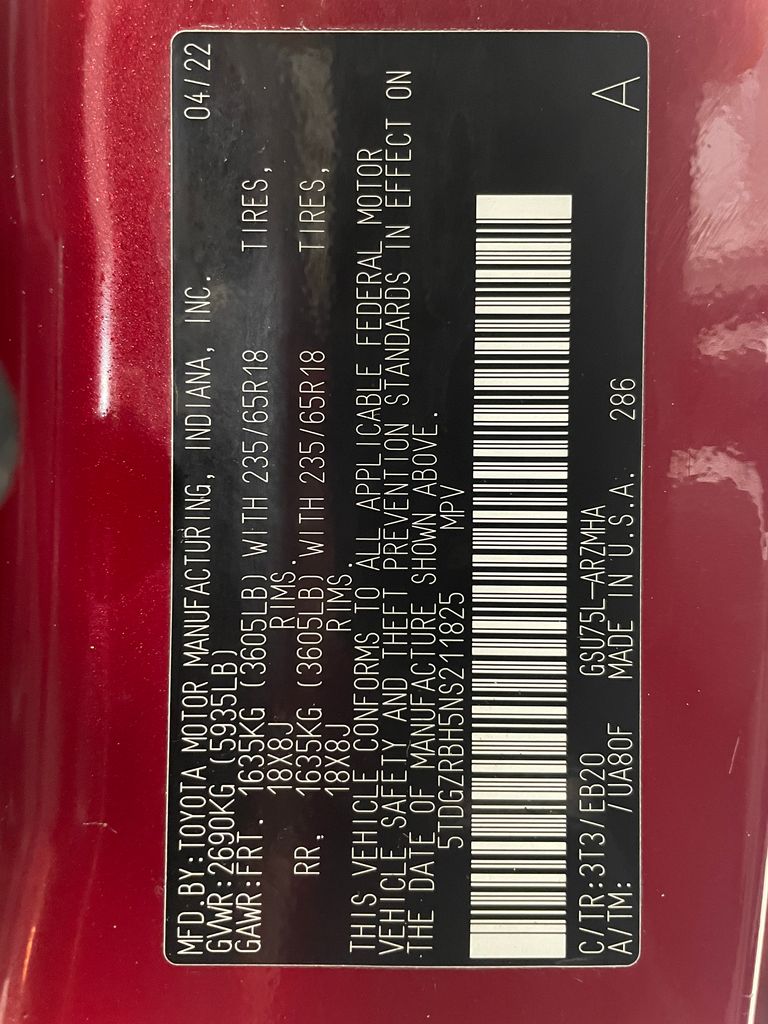 MFD.BY:TOYOTA MOTOR MANUFACTURING, INDIANA, INC. 04/22
GVWR:2690KG (5935LB)
GAWR:FRT. 1635KG (3605LB) WITH 235/65R18 TIRES,
18X8J RIMS.
RR. 1635KG (3605LB) WITH 235/65R18 TIRES,
18X8J RIMS.
THIS VEHICLE CONFORMS TO ALL APPLICABLE FEDERAL MOTOR
VEHICLE SAFETY AND THEFT PREVENTION STANDARDS IN EFFECT ON
THE DATE OF MANUFACTURE SHOWN ABOVE.
5TDGZRBH5NS211825 MPV
C/TR:3T3/EB20 GSU75L-ARZMHA A
A/TM: /UA80F MADE IN U.S.A. 286